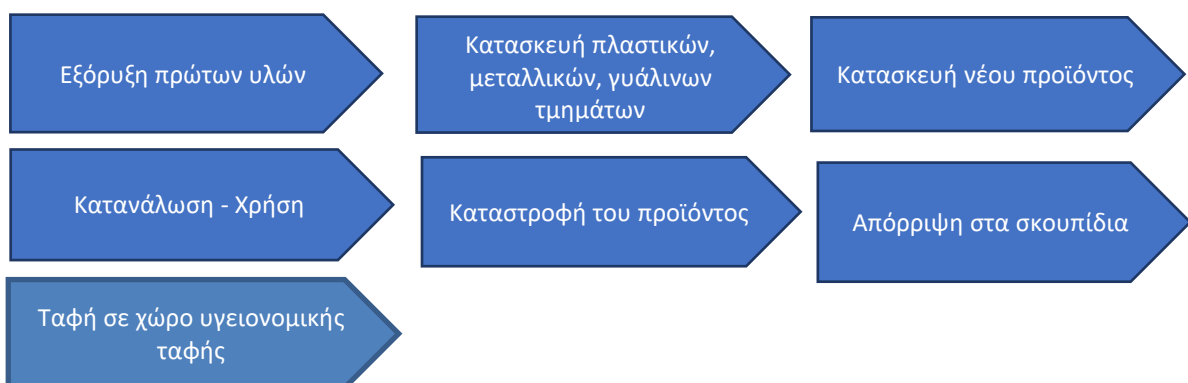 Εξόρυξη πρώτων υλών
Κατασκευή πλαστικών,
μεταλλικών, γυάλινων
τμημάτων
Κατασκευή νέου προϊόντος
Κατανάλωση - Χρήση
Καταστροφή του προϊόντος
Απόρριψη στα σκουπίδια
Ταφή σε χώρο υγειονομικής
ταφής